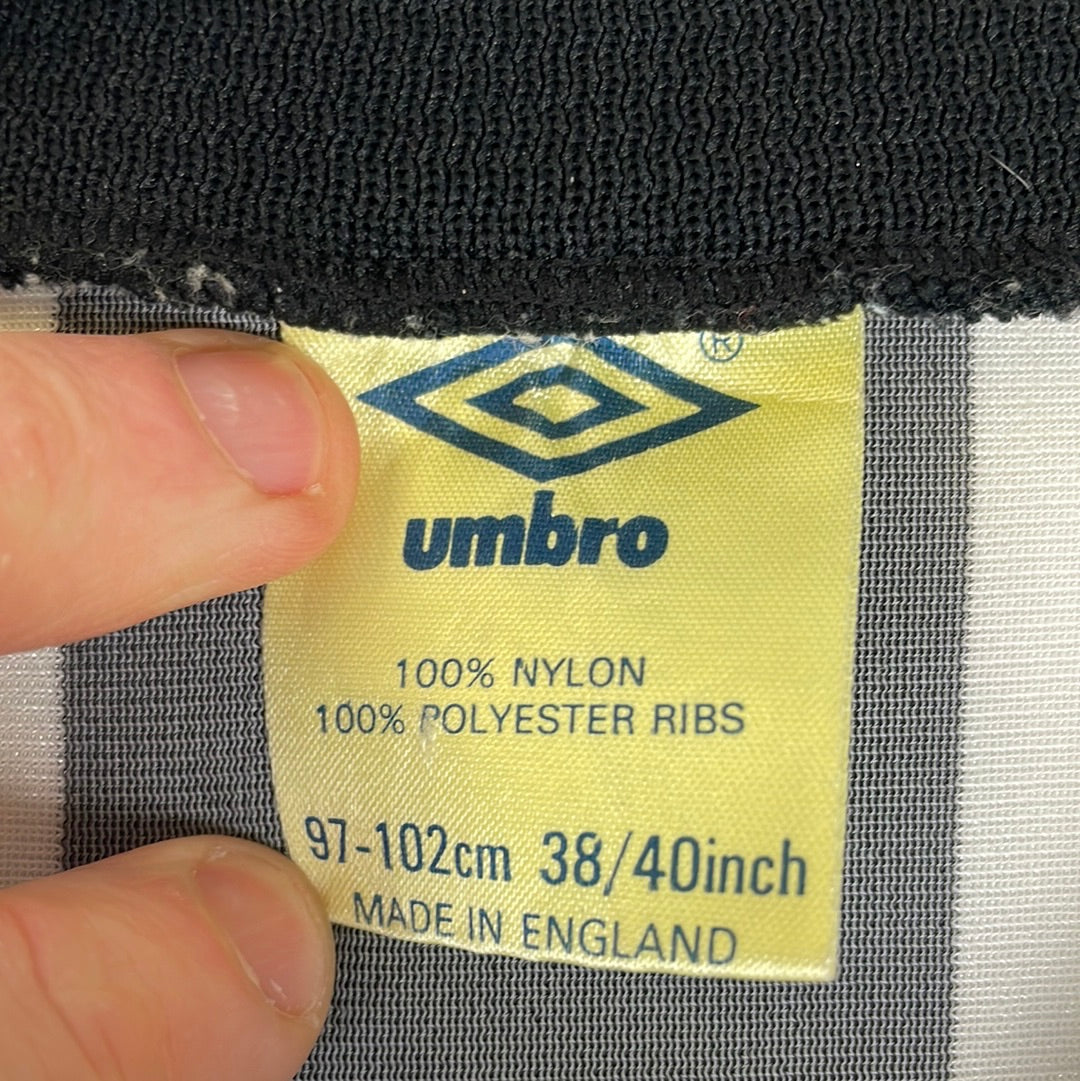 ®
umbro
100% NYLON
100% POLYESTER RIBS
97-102cm 38/40inch
MADE IN ENGLAND